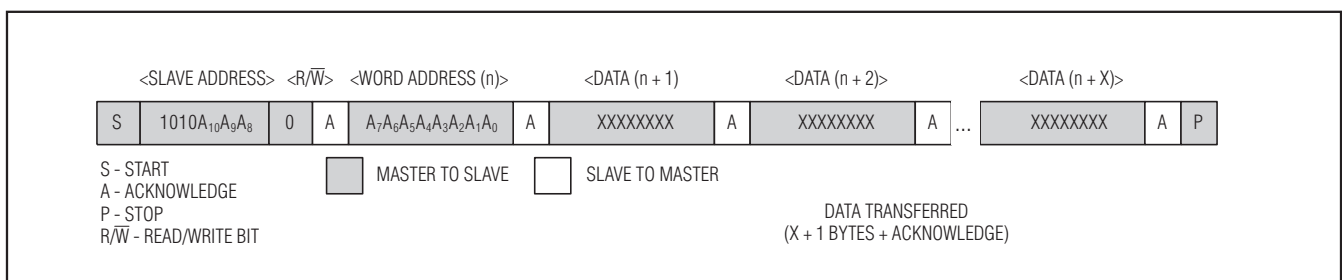 <SLAVE ADDRESS> <R/W̅> <WORD ADDRESS (n)> <DATA (n + 1) <DATA (n + 2)> <DATA (n + X)>
S 1010A₁₀A₉A₈ 0 A A₇A₆A₅A₄A₃A₂A₁A₀ A XXXXXXXX A XXXXXXXX A ... XXXXXXXX A P
S - START
A - ACKNOWLEDGE
P - STOP
R/W̅ - READ/WRITE BIT
MASTER TO SLAVE
SLAVE TO MASTER
DATA TRANSFERRED
(X + 1 BYTES + ACKNOWLEDGE)